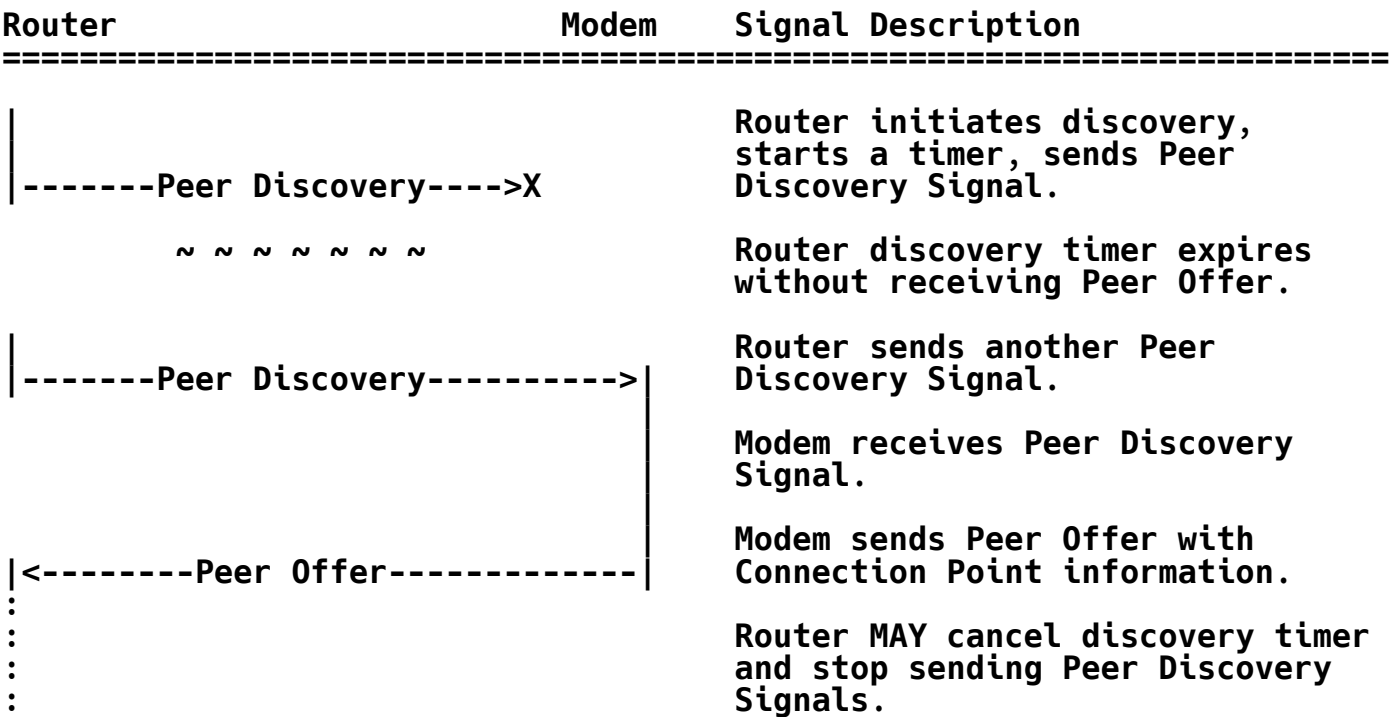 Router                       Modem    Signal Description
========================================================================

|                                     Router initiates discovery,
|                                     starts a timer, sends Peer
|-------Peer Discovery---->X          Discovery Signal.

         ~ ~ ~ ~ ~ ~ ~                Router discovery timer expires
                                      without receiving Peer Offer.

|                                     Router sends another Peer
|-------Peer Discovery---------->|    Discovery Signal.
                                 |
                                 |    Modem receives Peer Discovery
                                 |    Signal.
                                 |
                                 |    Modem sends Peer Offer with
|<--------Peer Offer-------------|    Connection Point information.
:
:                                     Router MAY cancel discovery timer
:                                     and stop sending Peer Discovery
:                                     Signals.